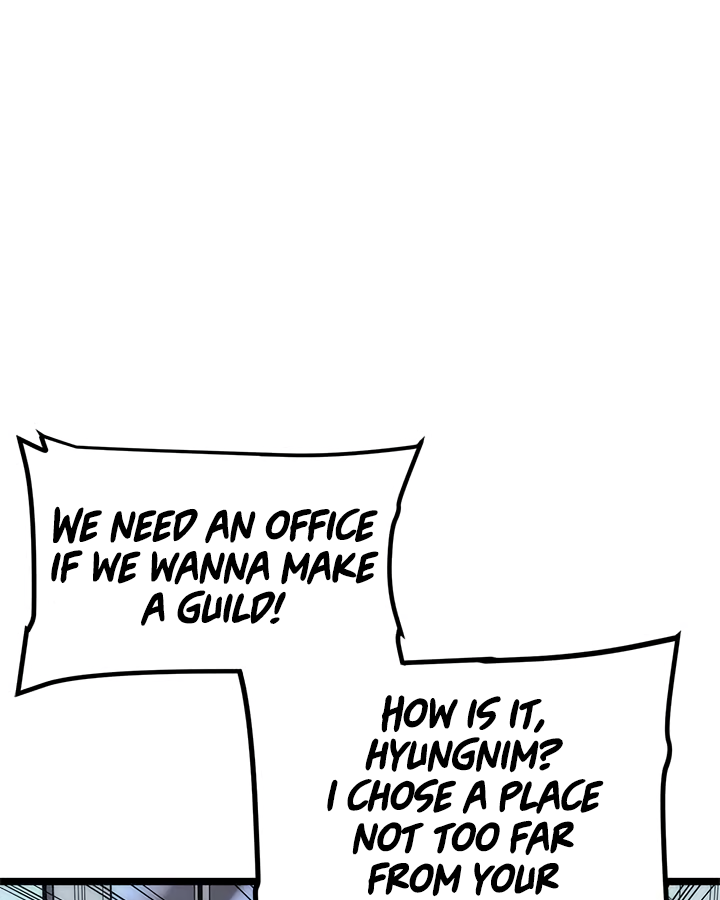 WE NEED AN OFFICE
IF WE WANNA MAKE
A GUILD!
HOW IS IT,
HYUNGNIM?
I CHOSE A PLACE
NOT TOO FAR
FROM YOUR